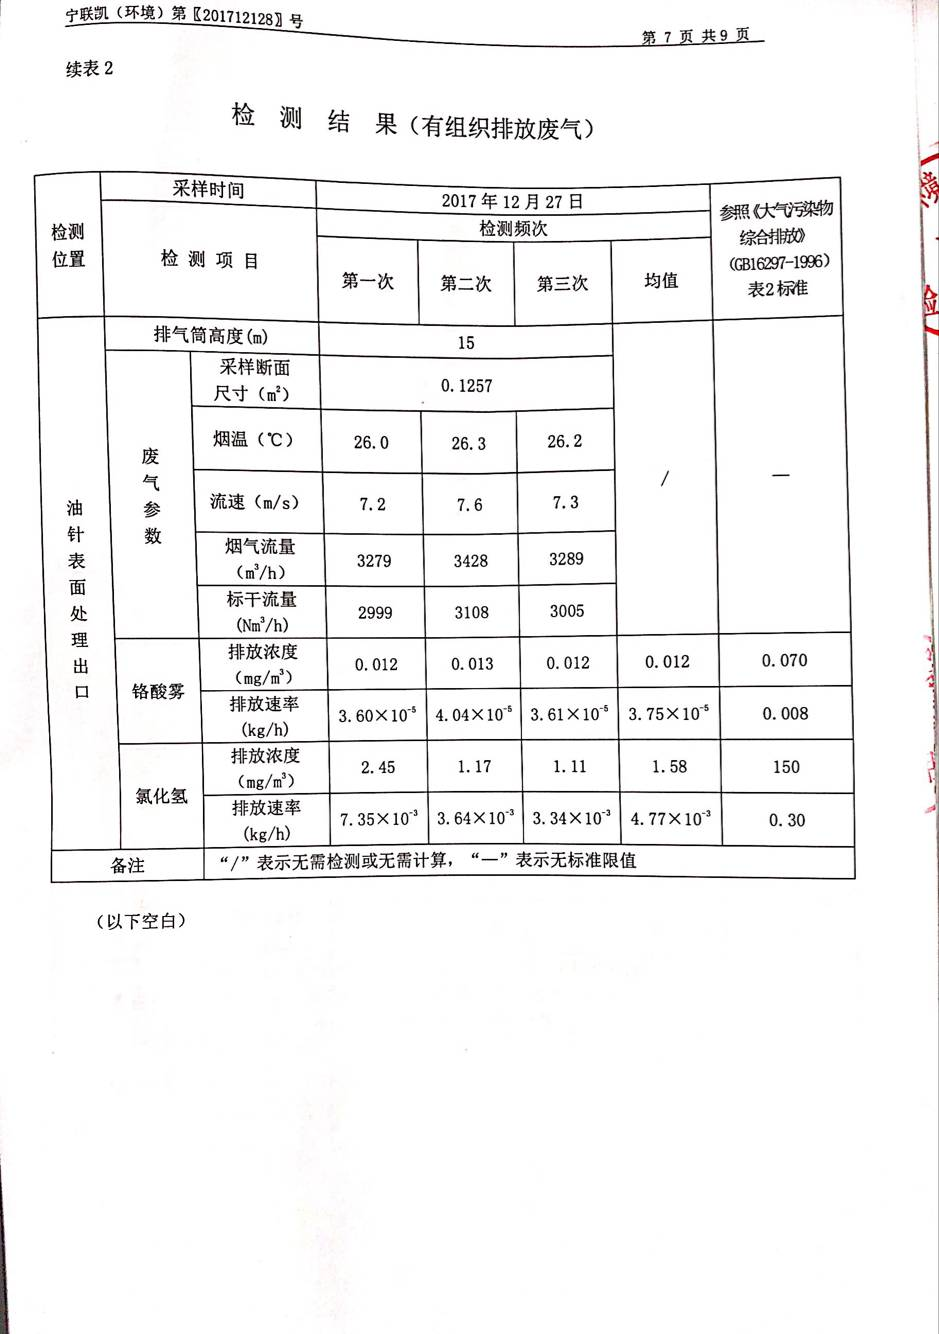 宁联凯（环境）第〖201712128〗号
第 7 页 共9 页
续表 2
检 测 结 果（有组织排放废气）
检测位置 采样时间 2017 年 12 月 27 日 参照《大气污染物综合排放》（GB16297-1996）表2标准
检 测 项 目 检测频次
第一次 第二次 第三次 均值
油针表面处理出口 排气筒高度(m) 15 / —
废气参数 采样断面尺寸（m²） 0.1257
烟温（℃） 26.0 26.3 26.2
流速（m/s） 7.2 7.6 7.3
烟气流量（m³/h） 3279 3428 3289
标干流量(Nm³/h) 2999 3108 3005
铬酸雾 排放浓度（mg/m³） 0.012 0.013 0.012 0.012 0.070
排放速率(kg/h) 3.60×10⁻⁵ 4.04×10⁻⁵ 3.61×10⁻⁵ 3.75×10⁻⁵ 0.008
氯化氢 排放浓度（mg/m³） 2.45 1.17 1.11 1.58 150
排放速率(kg/h) 7.35×10⁻³ 3.64×10⁻³ 3.34×10⁻³ 4.77×10⁻³ 0.30
备注 “/”表示无需检测或无需计算，“—”表示无标准限值
（以下空白）